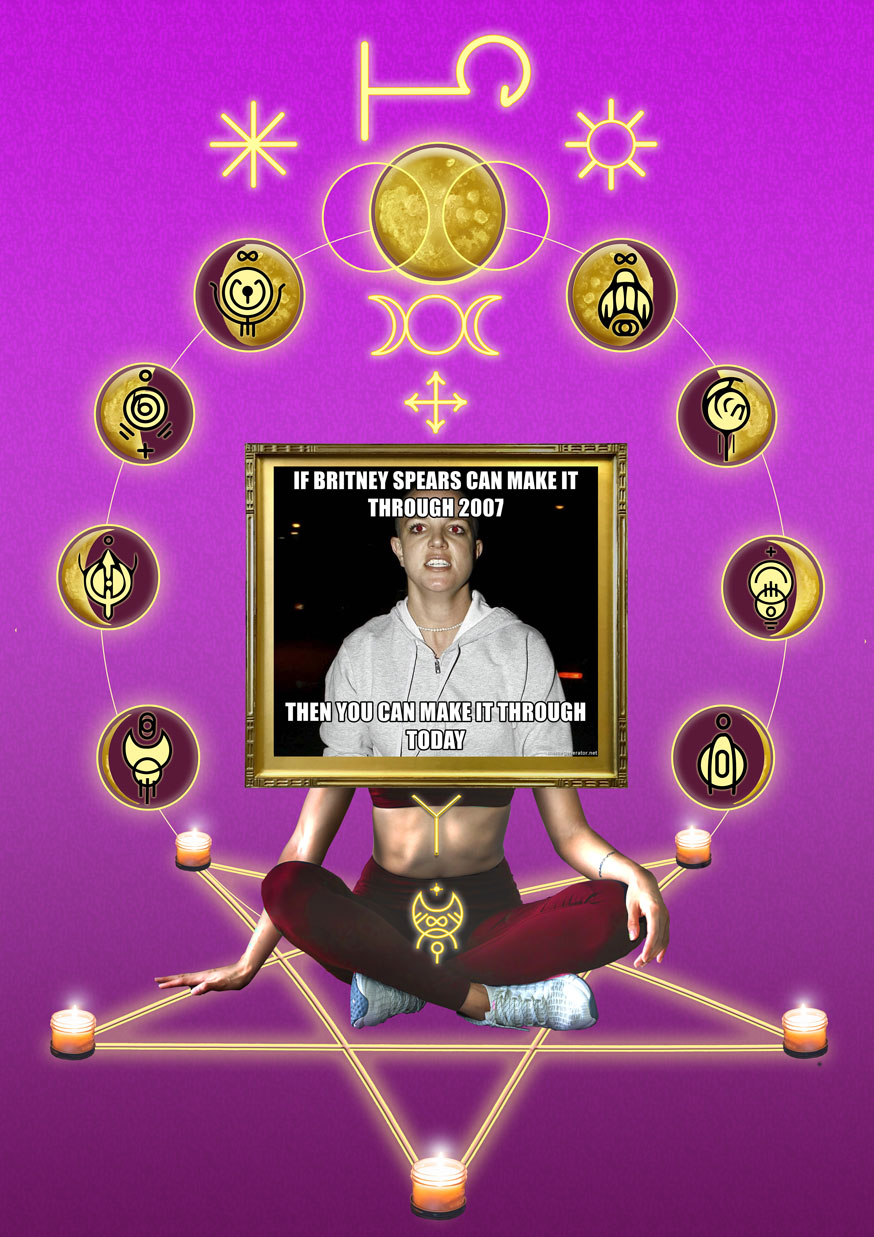 IF BRITNEY SPEARS CAN MAKE IT
THROUGH 2007
THEN YOU CAN MAKE IT THROUGH
TODAY